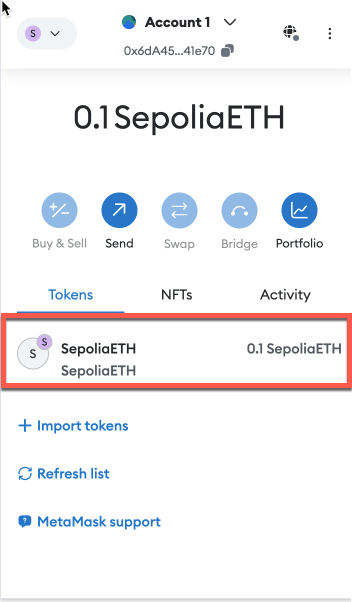 S
Account 1
0x6dA45...41e70
0.1 SepoliaETH
Buy & Sell
Send
Swap
Bridge
Portfolio
Tokens
NFTs
Activity
S
S
SepoliaETH
0.1 SepoliaETH
SepoliaETH
Import tokens
Refresh list
MetaMask support